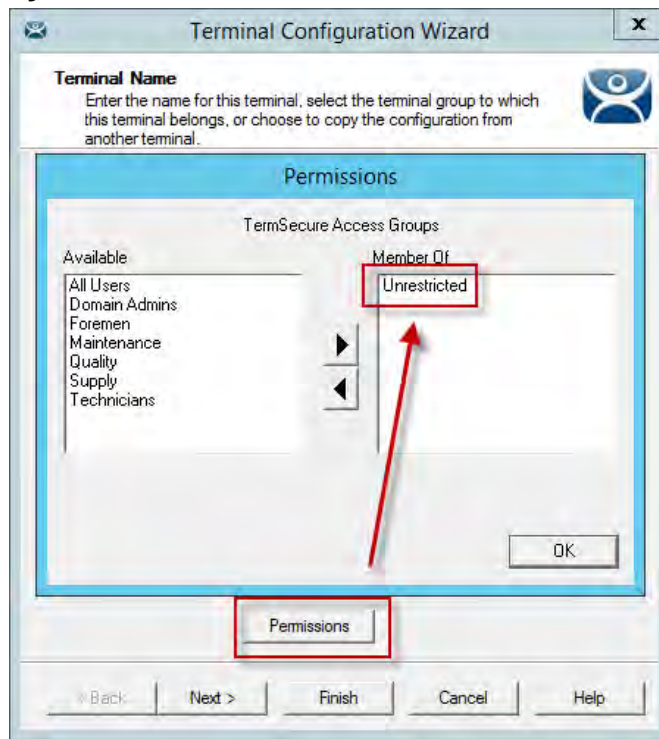 Terminal Configuration Wizard
x
Terminal Name
Enter the name for this terminal, select the terminal group to which
this terminal belongs, or choose to copy the configuration from
another terminal.
Permissions
TermSecure Access Groups
Available
Member Of
All Users
Domain Admins
Foremen
Maintenance
Quality
Supply
Technicians
Unrestricted
OK
Permissions
< Back
Next >
Finish
Cancel
Help